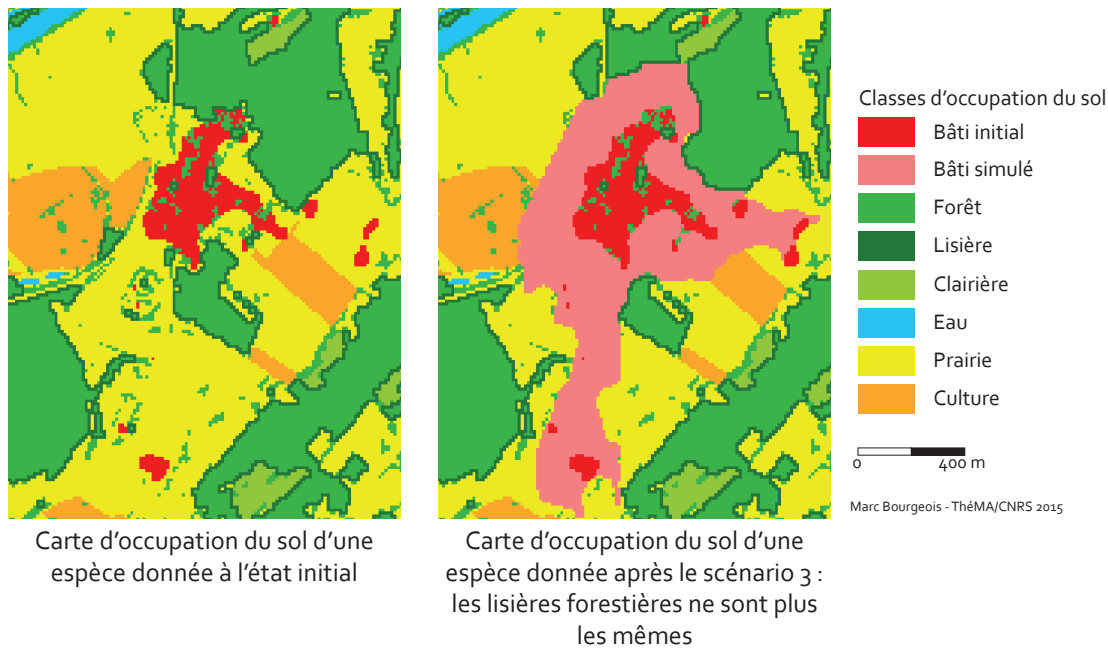 Classes d'occupation du sol
Bâti initial
Bâti simulé
Forêt
Lisière
Clairière
Eau
Prairie
Culture
0 400 m
Marc Bourgeois - ThéMA/CNRS 2015
Carte d'occupation du sol d'une
espèce donnée à l'état initial
Carte d'occupation du sol d'une
espèce donnée après le scénario 3 :
les lisières forestières ne sont plus
les mêmes